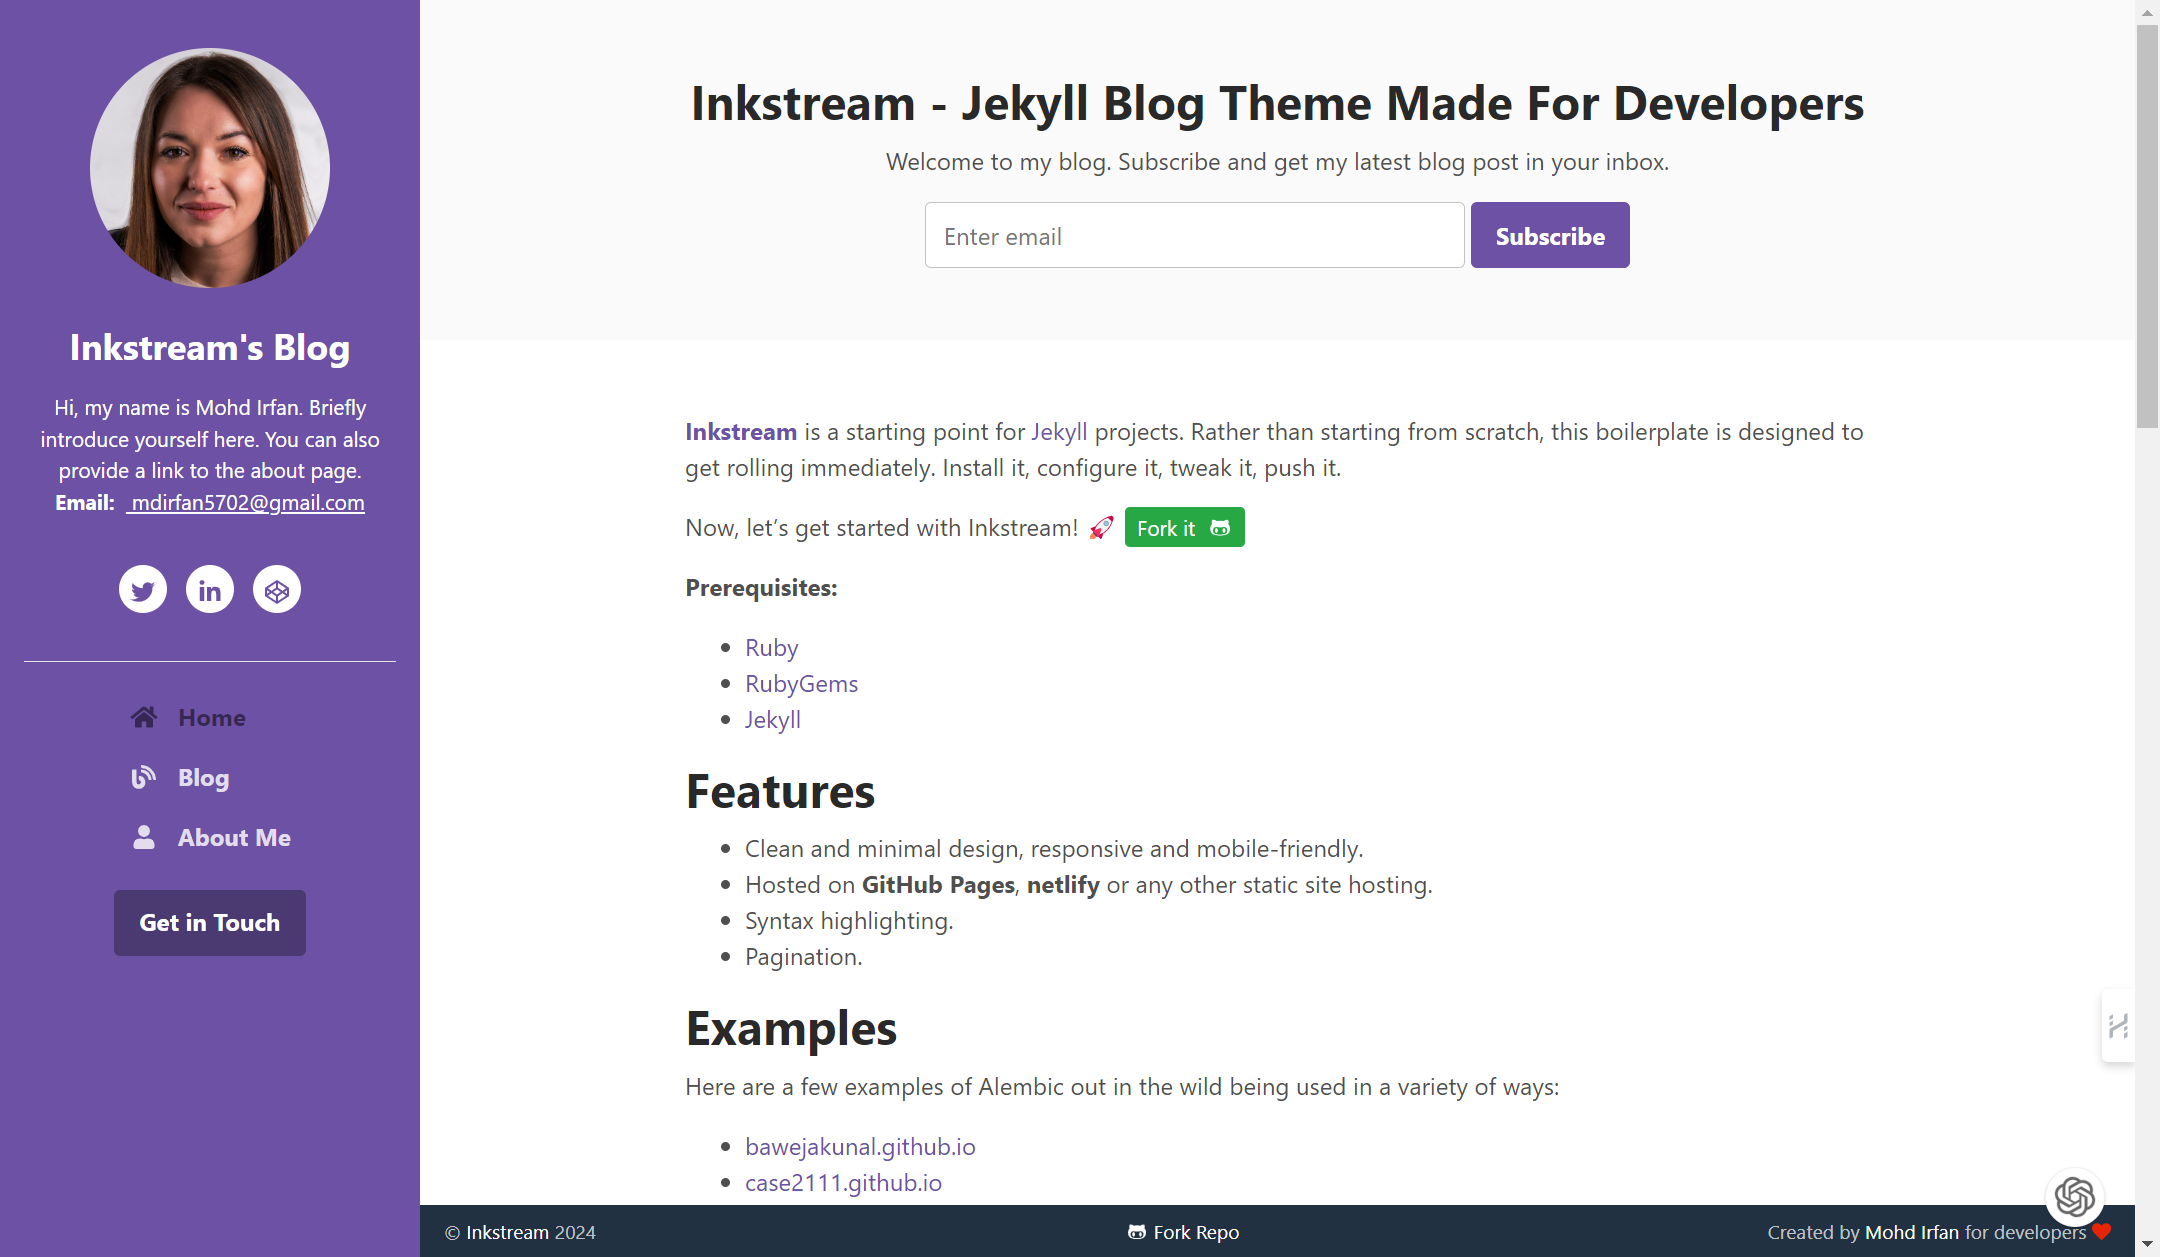 Inkstream's Blog
Hi, my name is Mohd Irfan. Briefly
introduce yourself here. You can also
provide a link to the about page.
Email: mdirfan5702@gmail.com
Home
Blog
About Me
Get in Touch
Inkstream - Jekyll Blog Theme Made For Developers
Welcome to my blog. Subscribe and get my latest blog post in your inbox.
Enter email
Subscribe
Inkstream is a starting point for Jekyll projects. Rather than starting from scratch, this boilerplate is designed to
get rolling immediately. Install it, configure it, tweak it, push it.
Now, let’s get started with Inkstream! 🚀 Fork it
Prerequisites:
• Ruby
• RubyGems
• Jekyll
Features
• Clean and minimal design, responsive and mobile-friendly.
• Hosted on GitHub Pages, netlify or any other static site hosting.
• Syntax highlighting.
• Pagination.
Examples
Here are a few examples of Alembic out in the wild being used in a variety of ways:
• bawejakunal.github.io
• case2111.github.io
© Inkstream 2024
Fork Repo
Created by Mohd Irfan for developers ❤